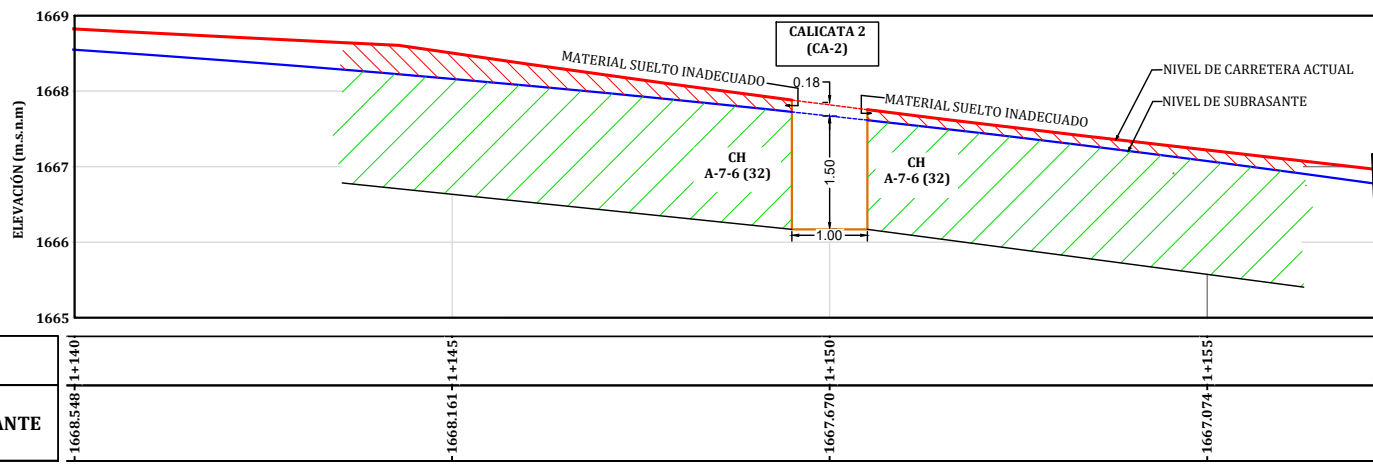 1669
1668
1667
1666
1665
ELEVACIÓN (m.s.n.m)
CALICATA 2
(CA-2)
MATERIAL SUELTO INADECUADO
0.18
MATERIAL SUELTO INADECUADO
NIVEL DE CARRETERA ACTUAL
NIVEL DE SUBRASANTE
CH
A-7-6 (32)
1.50
CH
A-7-6 (32)
1.00
1+140
1+145
1+150
1+155
ANTE
1668.548
1668.161
1667.670
1667.074